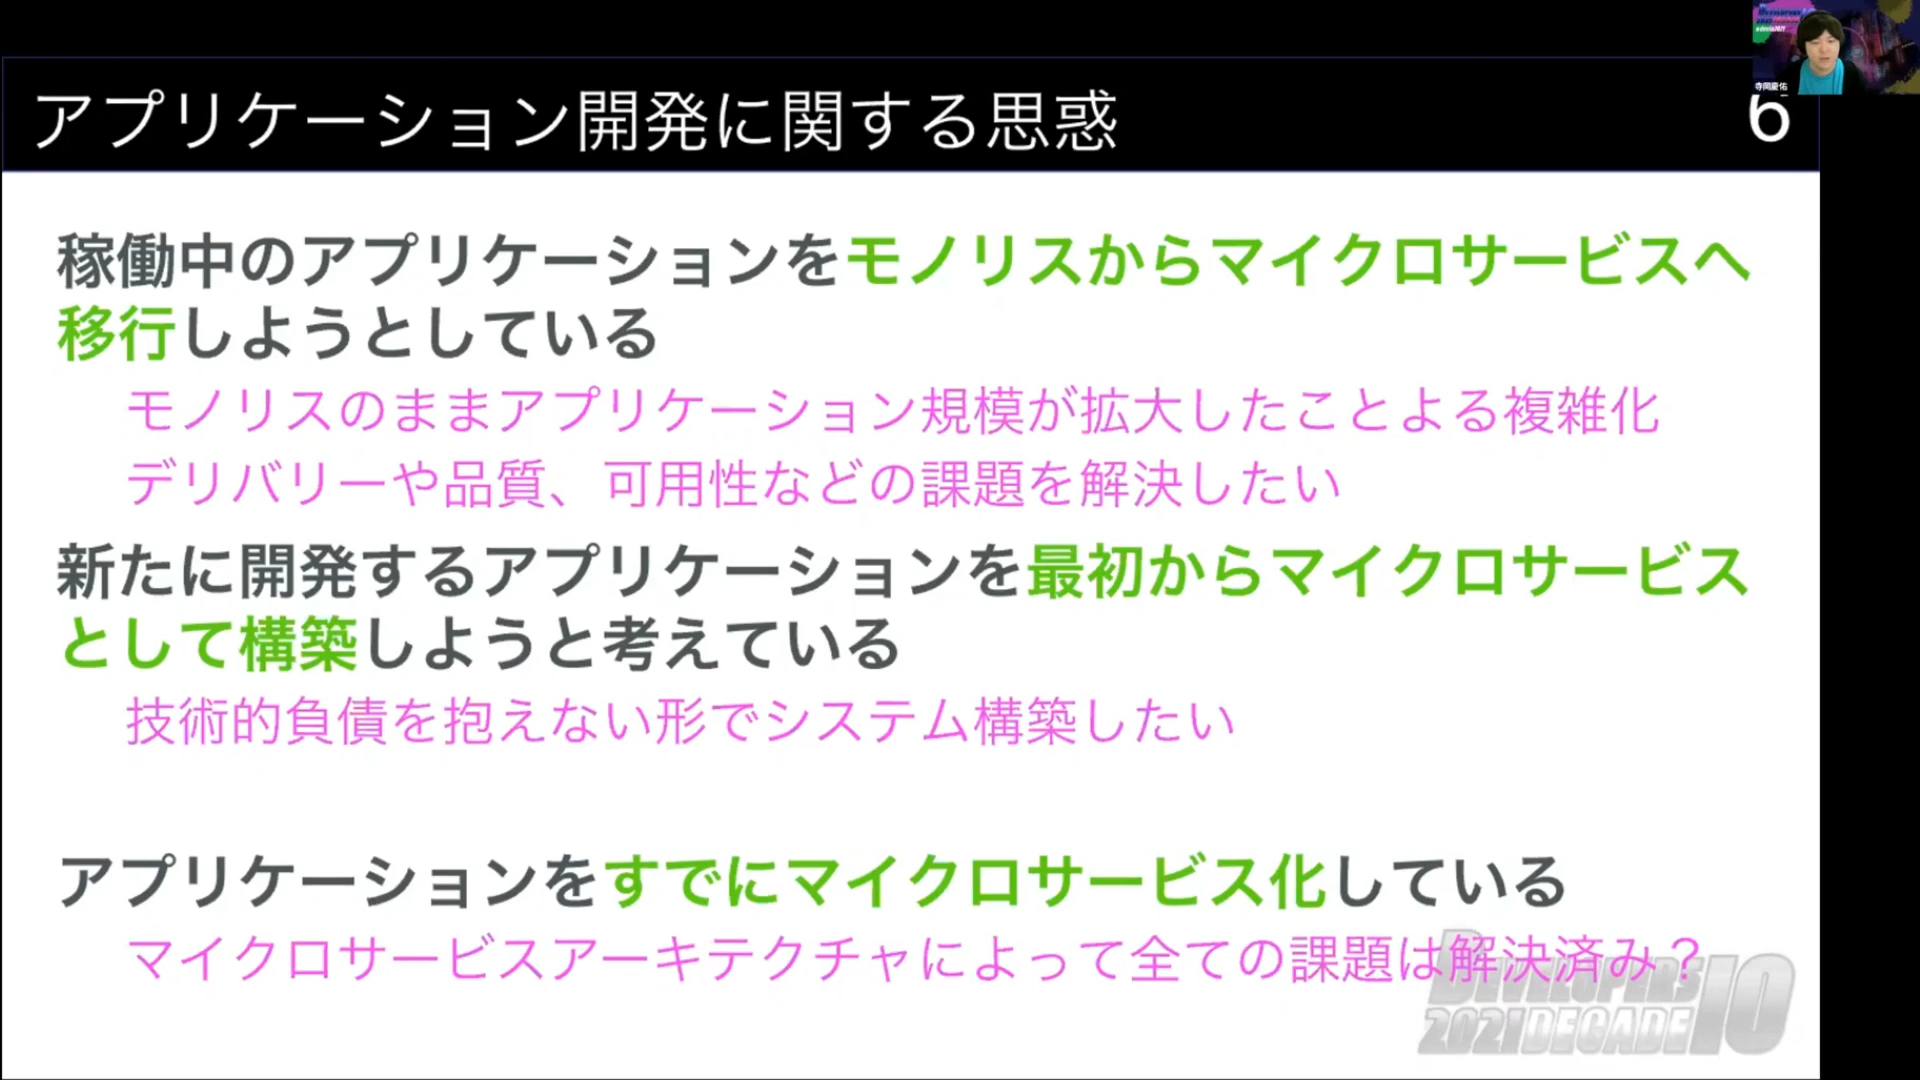 寺岡慶佑
アプリケーション開発に関する思惑
6
稼働中のアプリケーションをモノリスからマイクロサービスへ
移行しようとしている
モノリスのままアプリケーション規模が拡大したことよる複雑化
デリバリーや品質、可用性などの課題を解決したい
新たに開発するアプリケーションを最初からマイクロサービス
として構築しようと考えている
技術的負債を抱えない形でシステム構築したい
アプリケーションをすでにマイクロサービス化している
マイクロサービスアーキテクチャによって全ての課題は解決済み？
DEVELOPERS IO
2021 DECADE